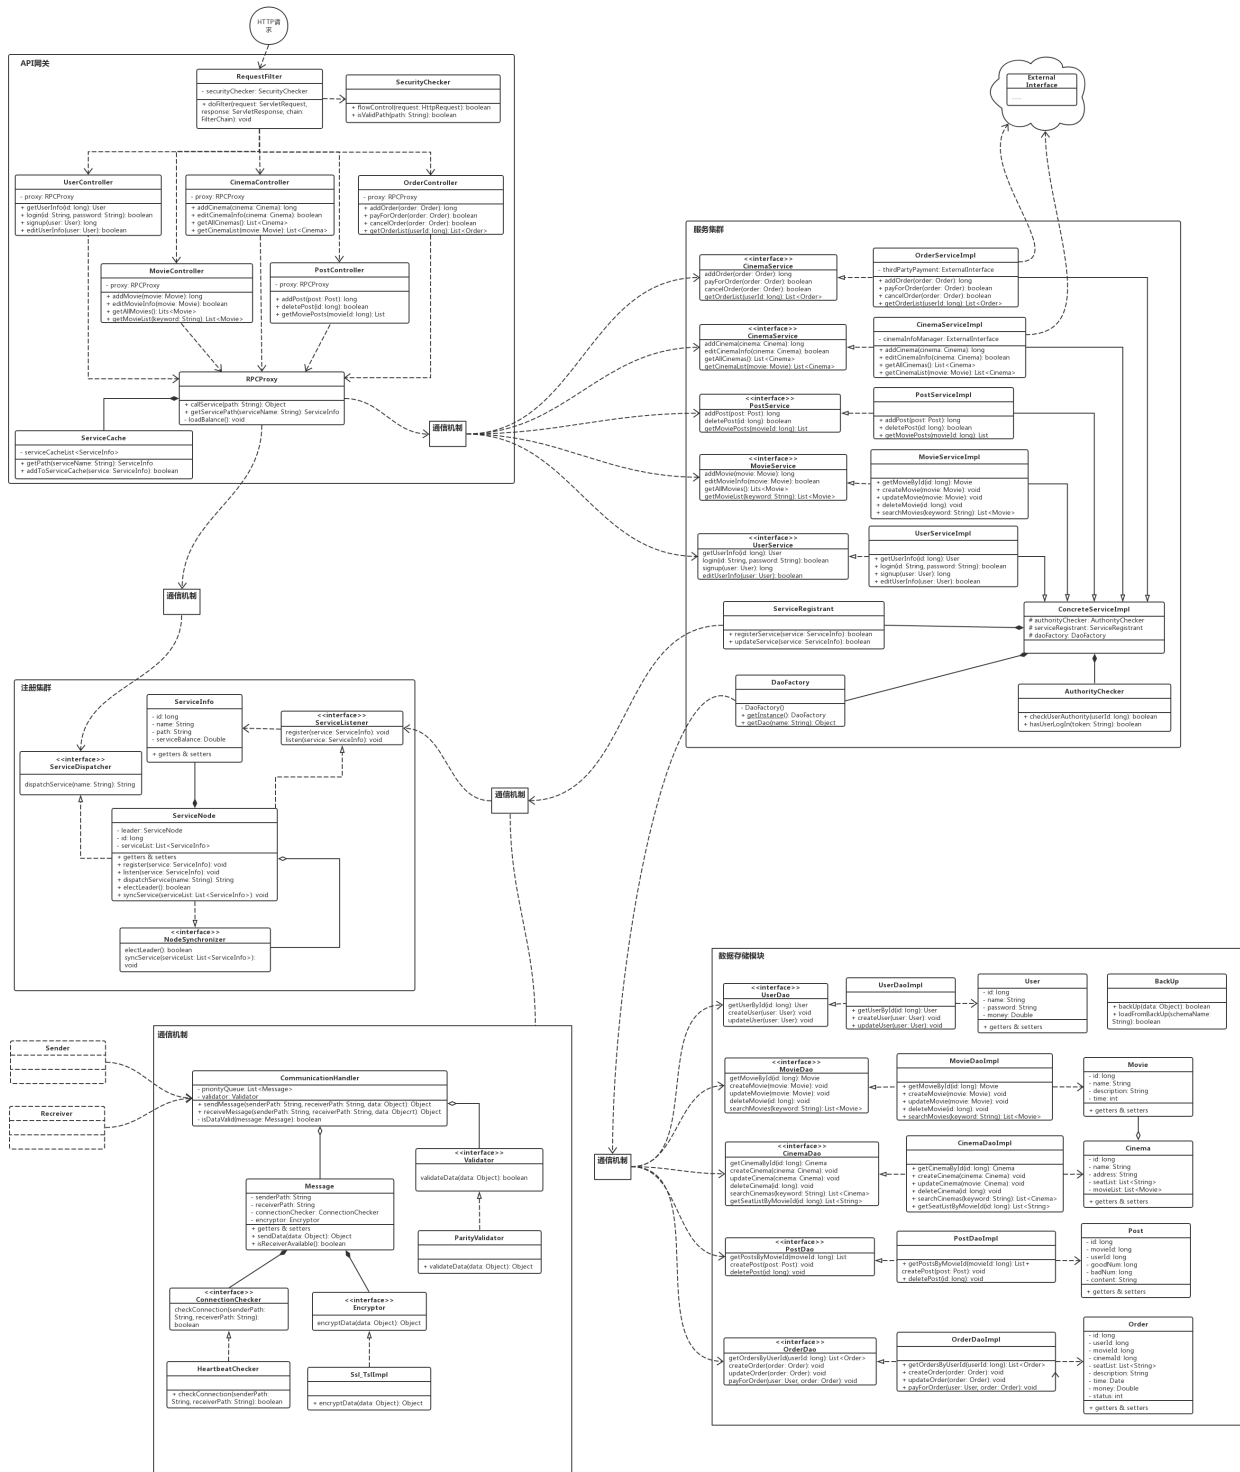 HTTP请
求
API网关
RequestFilter
- securityChecker: SecurityChecker
+ doFilter(request: ServletRequest,
response: ServletResponse, chain:
FilterChain): void
SecurityChecker
+ flowControl(request: HttpRequest): boolean
+ isValidPath(path: String): boolean
UserController
- proxy: RPCProxy
+ getUserInfo(id: long): User
+ login(id: String, password: String): boolean
+ signup(user: User): long
+ editUserInfo(user: User): boolean
CinemaController
- proxy: RPCProxy
+ addCinema(cinema: Cinema): long
+ editCinemaInfo(cinema: Cinema): boolean
+ getAllCinemas(): List<Cinema>
+ getCinemaList(movie: Movie): List<Cinema>
OrderController
- proxy: RPCProxy
+ addOrder(order: Order): long
+ payForOrder(order: Order): boolean
+ cancelOrder(order: Order): boolean
+ getOrderList(userId: long): List<Order>
MovieController
- proxy: RPCProxy
+ addMovie(movie: Movie): long
+ editMovieInfo(movie: Movie): boolean
+ getAllMovies(): Lits<Movie>
+ getMovieList(keyword: String): List<Movie>
PostController
- proxy: RPCProxy
+ addPost(post: Post): long
+ deletePost(id: long): boolean
+ getMoviePosts(movieId: long): List
RPCProxy
+ callService(path: String): Object
+ getServicePath(serviceName: String): ServiceInfo
- loadBalance(): void
ServiceCache
- serviceCacheList<ServiceInfo>
+ getPath(serviceName: String): ServiceInfo
+ addToServiceCache(service: ServiceInfo): boolean
通信机制
External
Interface
......
服务集群
<<interface>>
CinemaService
addOrder(order: Order): long
payForOrder(order: Order): boolean
cancelOrder(order: Order): boolean
getOrderList(userId: long): List<Order>
OrderServiceImpl
- thirdPartyPayment: ExternalInterface
+ addOrder(order: Order): long
+ payForOrder(order: Order): boolean
+ cancelOrder(order: Order): boolean
+ getOrderList(userId: long): List<Order>
<<interface>>
CinemaService
addCinema(cinema: Cinema): long
editCinemaInfo(cinema: Cinema): boolean
getAllCinemas(): List<Cinema>
getCinemaList(movie: Movie): List<Cinema>
CinemaServiceImpl
- cinemaInfoManager: ExternalInterface
+ addCinema(cinema: Cinema): long
+ editCinemaInfo(cinema: Cinema): boolean
+ getAllCinemas(): List<Cinema>
+ getCinemaList(movie: Movie): List<Cinema>
<<interface>>
PostService
addPost(post: Post): long
deletePost(id: long): boolean
getMoviePosts(movieId: long): List
PostServiceImpl
+ addPost(post: Post): long
+ deletePost(id: long): boolean
+ getMoviePosts(movieId: long): List
<<interface>>
MovieService
addMovie(movie: Movie): long
editMovieInfo(movie: Movie): boolean
getAllMovies(): Lits<Movie>
getMovieList(keyword: String): List<Movie>
MovieServiceImpl
+ getMovieById(id: long): Movie
+ createMovie(movie: Movie): void
+ updateMovie(movie: Movie): void
+ deleteMovie(id: long): void
+ searchMovies(keyword: String): List<Movie>
<<interface>>
UserService
getUserInfo(id: long): User
login(id: String, password: String): boolean
signup(user: User): long
editUserInfo(user: User): boolean
UserServiceImpl
+ getUserInfo(id: long): User
+ login(id: String, password: String): boolean
+ signup(user: User): long
+ editUserInfo(user: User): boolean
ServiceRegistrant
+ registerService(service: ServiceInfo): boolean
+ updateService(service: ServiceInfo): boolean
ConcreteServiceImpl
# authorityChecker: AuthorityChecker
# serviceRegistrant: ServiceRegistrant
# daoFactory: DaoFactory
DaoFactory
- DaoFactory()
+ getInstance(): DaoFactory
+ getDao(name: String): Object
AuthorityChecker
+ checkUserAuthority(userId: long): boolean
+ hasUserLogIn(token: String): boolean
通信机制
注册集群
ServiceInfo
- id: long
- name: String
- path: String
- serviceBalance: Double
+ getters & setters
<<interface>>
ServiceListener
register(service: ServiceInfo): void
listen(service: ServiceInfo): void
<<interface>>
ServiceDispatcher
dispatchService(name: String): String
ServiceNode
- leader: ServiceNode
- id: long
- serviceList: List<ServiceInfo>
+ getters & setters
+ register(service: ServiceInfo): void
+ listen(service: ServiceInfo): void
+ dispatchService(name: String): String
+ electLeader(): boolean
+ syncService(serviceList: List<ServiceInfo>): void
<<interface>>
NodeSynchronizer
electLeader(): boolean
syncService(serviceList: List<ServiceInfo>):
void
通信机制
通信机制
Sender
Recreiver
CommunicationHandler
- priorityQueue: List<Message>
- validator: Validator
+ sendMessage(senderPath: String, receiverPath: String, data: Object): Object
+ receiveMessage(senderPath: String, receiverPath: String, data: Objecrt): Object
- isDataValid(message: Message): boolean
<<interface>>
Validator
validateData(data: Object): boolean
Message
- senderPath: String
- receiverPath: String
- connectionChecker: ConnectionChecker
- encryptor: Encryptor
+ getters & setters
+ sendData(data: Object): Object
+ isReceiverAvailable(): boolean
ParityValidator
+ validateData(data: Object): Object
<<interface>>
ConnectionChecker
checkConnection(senderPath:
String, receiverPath: String):
boolean
<<interface>>
Encryptor
encryptData(data: Object): Object
HeartbeatChecker
+ checkConnection(senderPath:
String, receiverPath: String): boolean
Ssl_TslImpl
+ encryptData(data: Object): Object
通信机制
数据存储模块
<<interface>>
UserDao
getUserById(id: long): User
createUser(user: User): void
updateUser(user: User): void
UserDaoImpl
+ getUserById(id: long): User
+ createUser(user: User): void
+ updateUser(user: User): void
User
- id: long
- name: String
- password: String
- money: Double
+ getters & setters
BackUp
+ backUp(data: Object): boolean
+ loadFromBackUp(schemaName:
String): boolean
<<interface>>
MovieDao
getMovieById(id: long): Movie
createMovie(movie: Movie): void
updateMovie(movie: Movie): void
deleteMovie(id: long): void
searchMovies(keyword: String): List<Movie>
MovieDaoImpl
+ getMovieById(id: long): Movie
+ createMovie(movie: Movie): void
+ updateMovie(movie: Movie): void
+ deleteMovie(id: long): void
+ searchMovies(keyword: String): List<Movie>
Movie
- id: long
- name: String
- description: String
- time: int
+ getters & setters
<<interface>>
CinemaDao
getCinemaById(id: long): Cinema
createCinema(cinema: Cinema): void
updateCinema(cinema: Cinema): void
deleteCinema(id: long): void
searchCinemas(keyword: String): List<Cinema>
getSeatListByMovieId(id: long): List<String>
CinemaDaoImpl
+ getCinemaById(id: long): Cinema
+ createCinema(cinema: Cinema): void
+ updateCinema(movie: Cinema): void
+ deleteCinema(id: long): void
+ searchCinemas(keyword: String): List<Cinema>
+ getSeatListByMovieId(id: long): List<String>
Cinema
- id: long
- name: String
- address: String
- seatList: List<String>
- movieList: List<Movie>
+ getters & setters
<<interface>>
PostDao
getPostsByMovieId(movieId: long): List
createPost(post: Post): void
deletePost(id: long): void
PostDaoImpl
+ getPostsByMovieId(movieId: long): List+
createPost(post: Post): void
+ deletePost(id: long): void
Post
- id: long
- movieId: long
- userId: long
- goodNum: long
- badNum: long
- content: String
+ getters & setters
<<interface>>
OrderDao
getOrdersByUserId(userId: long): List<Order>
createOrder(order: Order): void
updateOrder(order: Order): void
payForOrder(user: User, order: Order): void
OrderDaoImpl
+ getOrdersByUserId(userId: long): List<Order>
+ createOrder(order: Order): void
+ updateOrder(order: Order): void
+ payForOrder(user: User, order: Order): void
Order
- id: long
- userId: long
- movieId: long
- cinemaId: long
- seatList: List<String>
- description: String
- time: Date
- money: Double
- status: int
+ getters & setters